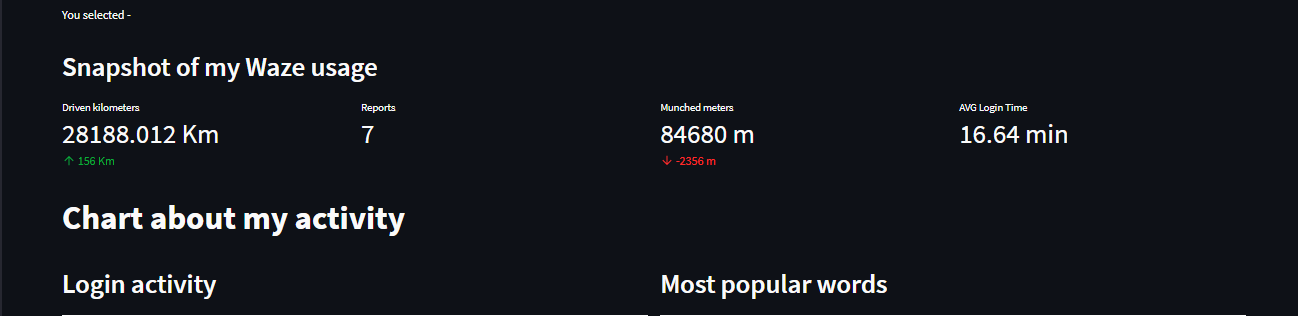 You selected -
Snapshot of my Waze usage
Driven kilometers
28188.012 Km
↑ 156 Km
Reports
7
Munched meters
84680 m
↓ -2356 m
AVG Login Time
16.64 min
Chart about my activity
Login activity
Most popular words